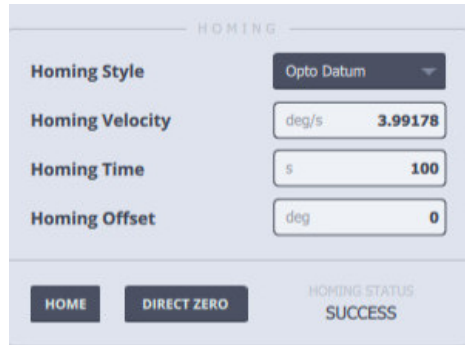 HOMING
Homing Style Opto Datum
Homing Velocity deg/s 3.99178
Homing Time s 100
Homing Offset deg 0
HOME DIRECT ZERO HOMING STATUS
SUCCESS